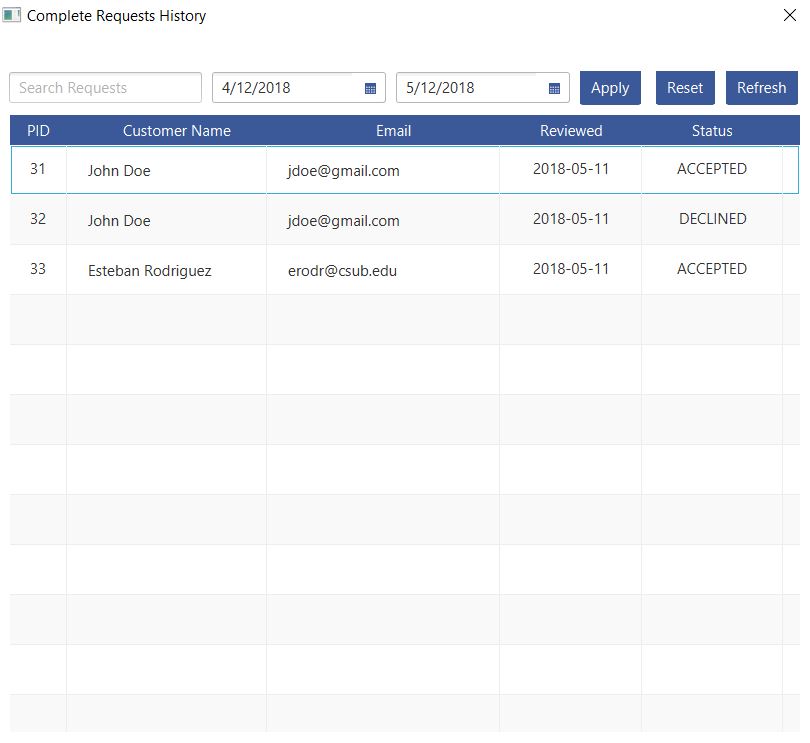 Complete Requests History
Search Requests 4/12/2018 5/12/2018 Apply Reset Refresh
PID Customer Name Email Reviewed Status
31 John Doe jdoe@gmail.com 2018-05-11 ACCEPTED
32 John Doe jdoe@gmail.com 2018-05-11 DECLINED
33 Esteban Rodriguez erodr@csub.edu 2018-05-11 ACCEPTED